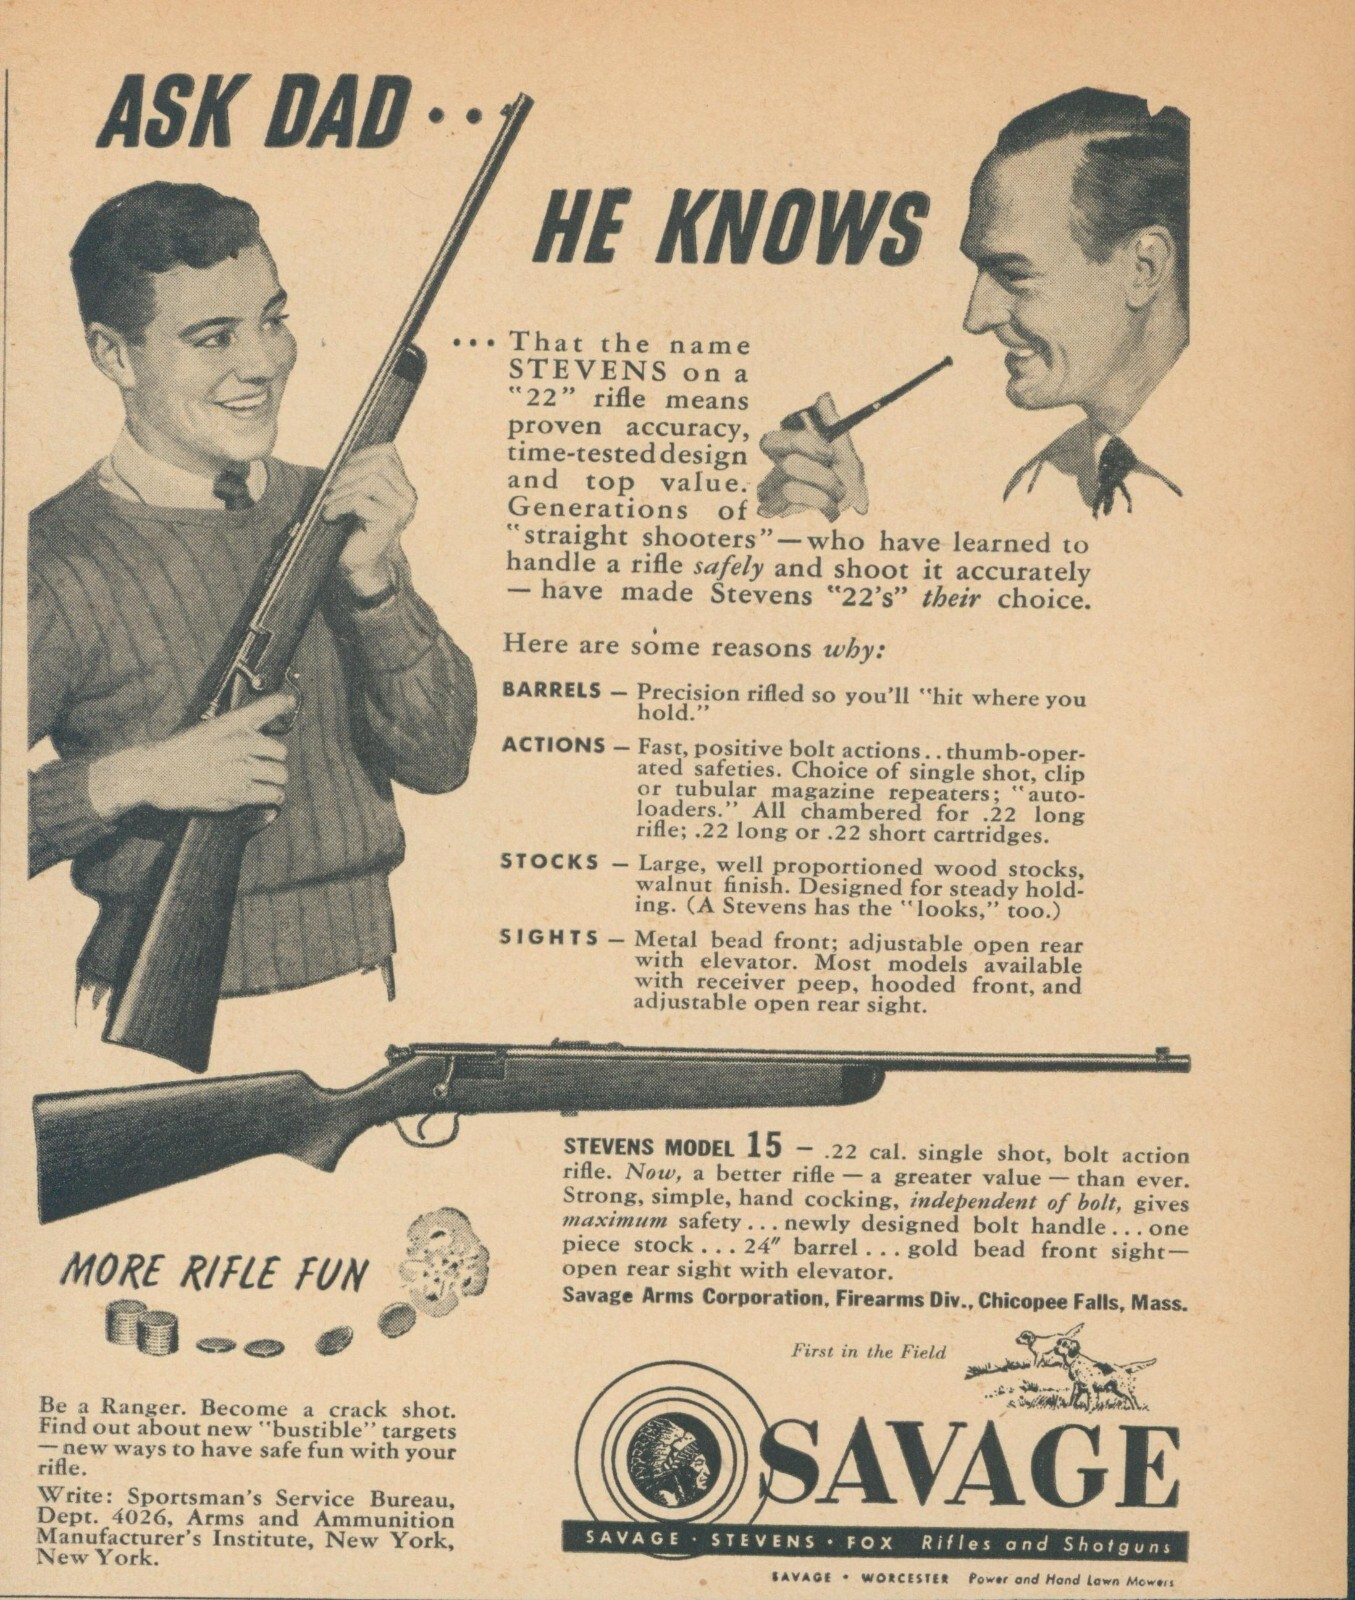 ASK DAD..
HE KNOWS
...That the name
STEVENS on a
"22" rifle means
proven accuracy,
time-tested design
and top value.
Generations of
"straight shooters"—who have learned to
handle a rifle safely and shoot it accurately
— have made Stevens "22's" their choice.
Here are some reasons why:
BARRELS — Precision rifled so you'll "hit where you
hold."
ACTIONS — Fast, positive bolt actions.. thumb-oper-
ated safeties. Choice of single shot, clip
or tubular magazine repeaters; "auto-
loaders." All chambered for .22 long
rifle; .22 long or .22 short cartridges.
STOCKS — Large, well proportioned wood stocks,
walnut finish. Designed for steady hold-
ing. (A Stevens has the "looks," too.)
SIGHTS — Metal bead front; adjustable open rear
with elevator. Most models available
with receiver peep, hooded front, and
adjustable open rear sight.
STEVENS MODEL 15 — .22 cal. single shot, bolt action
rifle. Now, a better rifle — a greater value — than ever.
Strong, simple, hand cocking, independent of bolt, gives
maximum safety... newly designed bolt handle... one
piece stock... 24" barrel... gold bead front sight—
open rear sight with elevator.
Savage Arms Corporation, Firearms Div., Chicopee Falls, Mass.
MORE RIFLE FUN
Be a Ranger. Become a crack shot.
Find out about new "bustible" targets
—new ways to have safe fun with your
rifle.
Write: Sportsman's Service Bureau,
Dept. 4026, Arms and Ammunition
Manufacturer's Institute, New York,
New York.
First in the Field
SAVAGE
SAVAGE · STEVENS · FOX Rifles and Shotguns
SAVAGE · WORCESTER Power and Hand Lawn Mowers